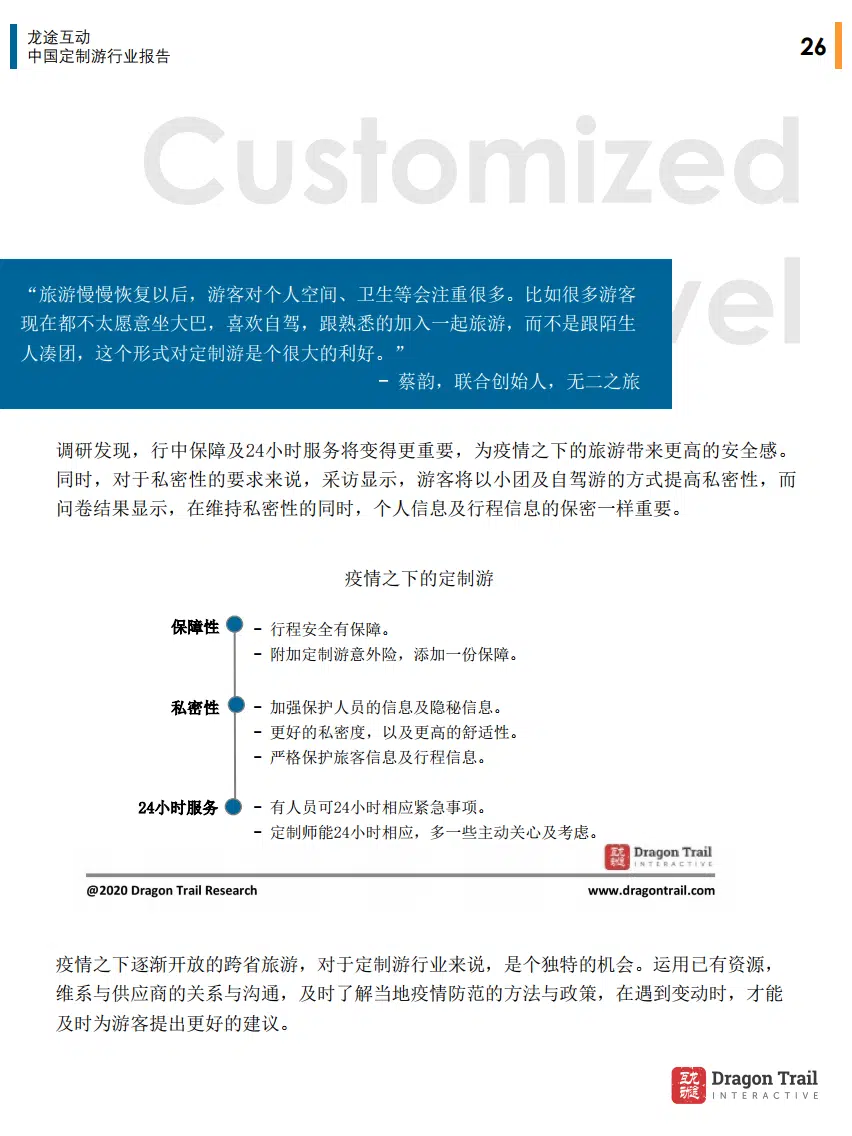 龙途互动
中国定制游行业报告
26
Customized
vel
“旅游慢慢恢复以后，游客对个人空间、卫生等会注重很多。比如很多游客
现在都不太愿意坐大巴，喜欢自驾，跟熟悉的加入一起旅游，而不是跟陌生
人凑团，这个形式对定制游是个很大的利好。”
- 蔡韵，联合创始人，无二之旅
调研发现，行中保障及24小时服务将变得更重要，为疫情之下的旅游带来更高的安全感。
同时，对于私密性的要求来说，采访显示，游客将以小团及自驾游的方式提高私密性，而
问卷结果显示，在维持私密性的同时，个人信息及行程信息的保密一样重要。
疫情之下的定制游
保障性
- 行程安全有保障。
- 附加定制游意外险，添加一份保障。
私密性
- 加强保护人员的信息及隐秘信息。
- 更好的私密度，以及更高的舒适性。
- 严格保护旅客信息及行程信息。
24小时服务
- 有人员可24小时相应紧急事项。
- 定制师能24小时相应，多一些主动关心及考虑。
龙途互动
Dragon Trail
INTERACTIVE
@2020 Dragon Trail Research
www.dragontrail.com
疫情之下逐渐开放的跨省旅游，对于定制游行业来说，是个独特的机会。运用已有资源，
维系与供应商的关系与沟通，及时了解当地疫情防范的方法与政策，在遇到变动时，才能
及时为游客提出更好的建议。
龙途互动
Dragon Trail
INTERACTIVE